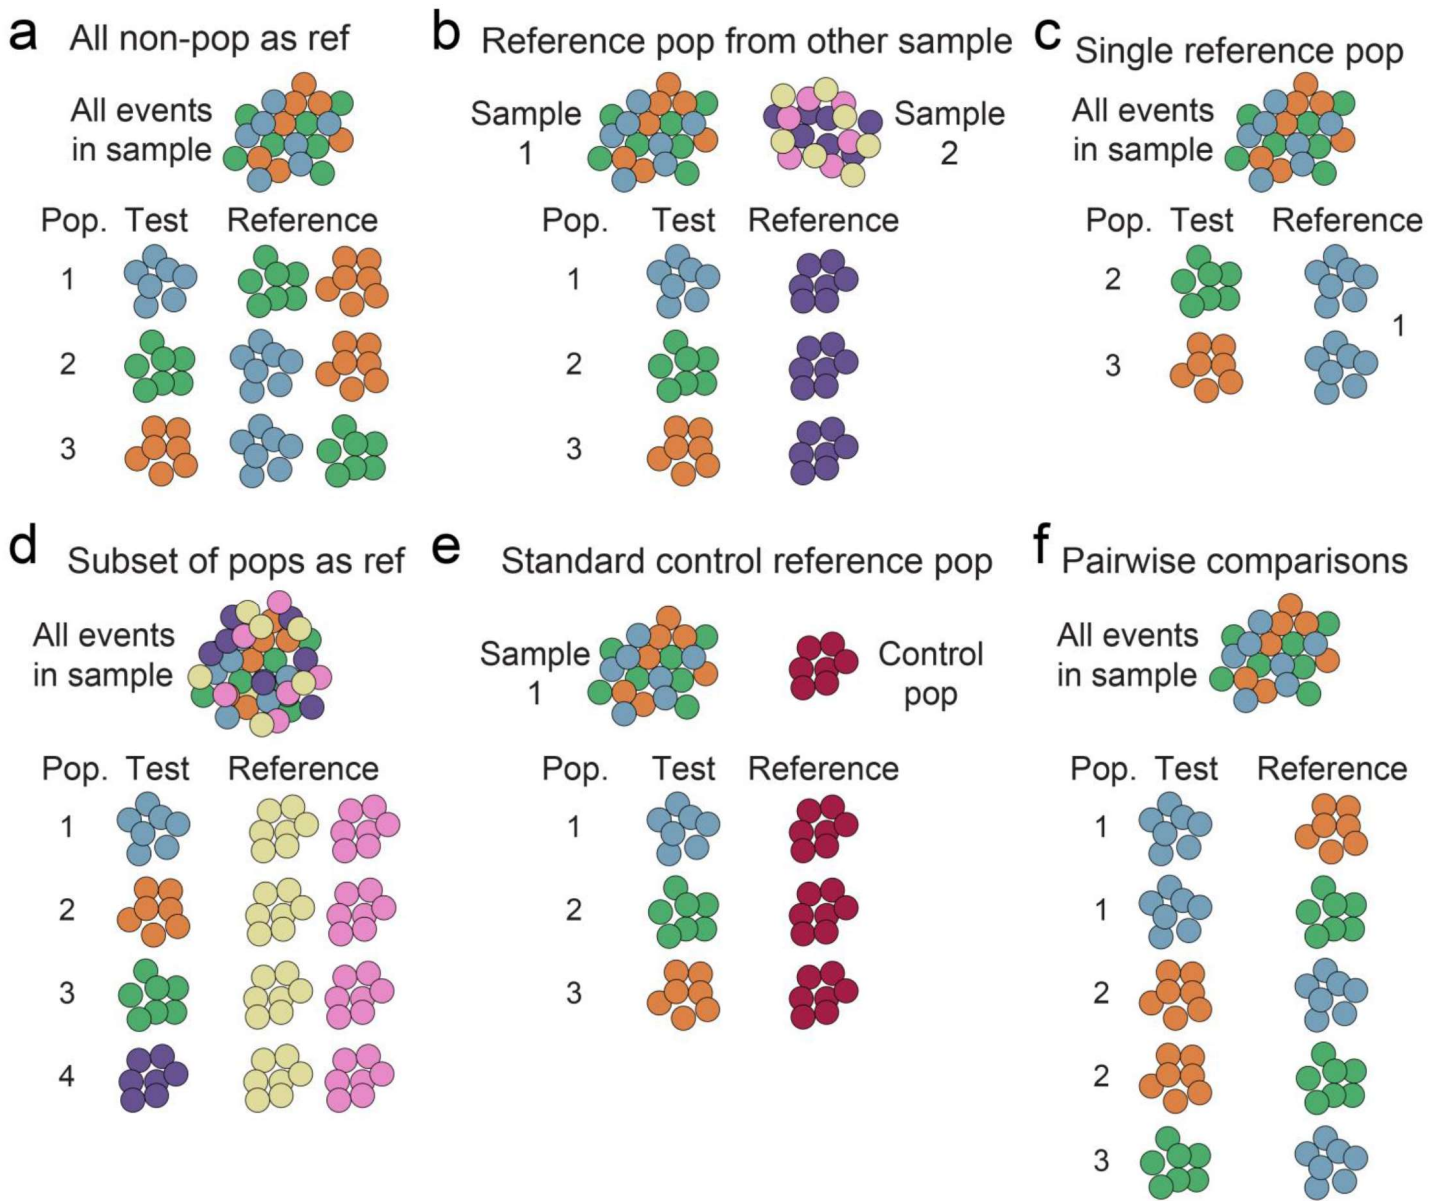 a All non-pop as ref
All events
in sample
Pop. Test Reference
1
2
3
b Reference pop from other sample
Sample
1
Sample
2
Pop. Test Reference
1
2
3
c Single reference pop
All events
in sample
Pop. Test Reference
2
1
3
d Subset of pops as ref
All events
in sample
Pop. Test Reference
1
2
3
4
e Standard control reference pop
Sample
1
Control
pop
Pop. Test Reference
1
2
3
f Pairwise comparisons
All events
in sample
Pop. Test Reference
1
1
2
2
3